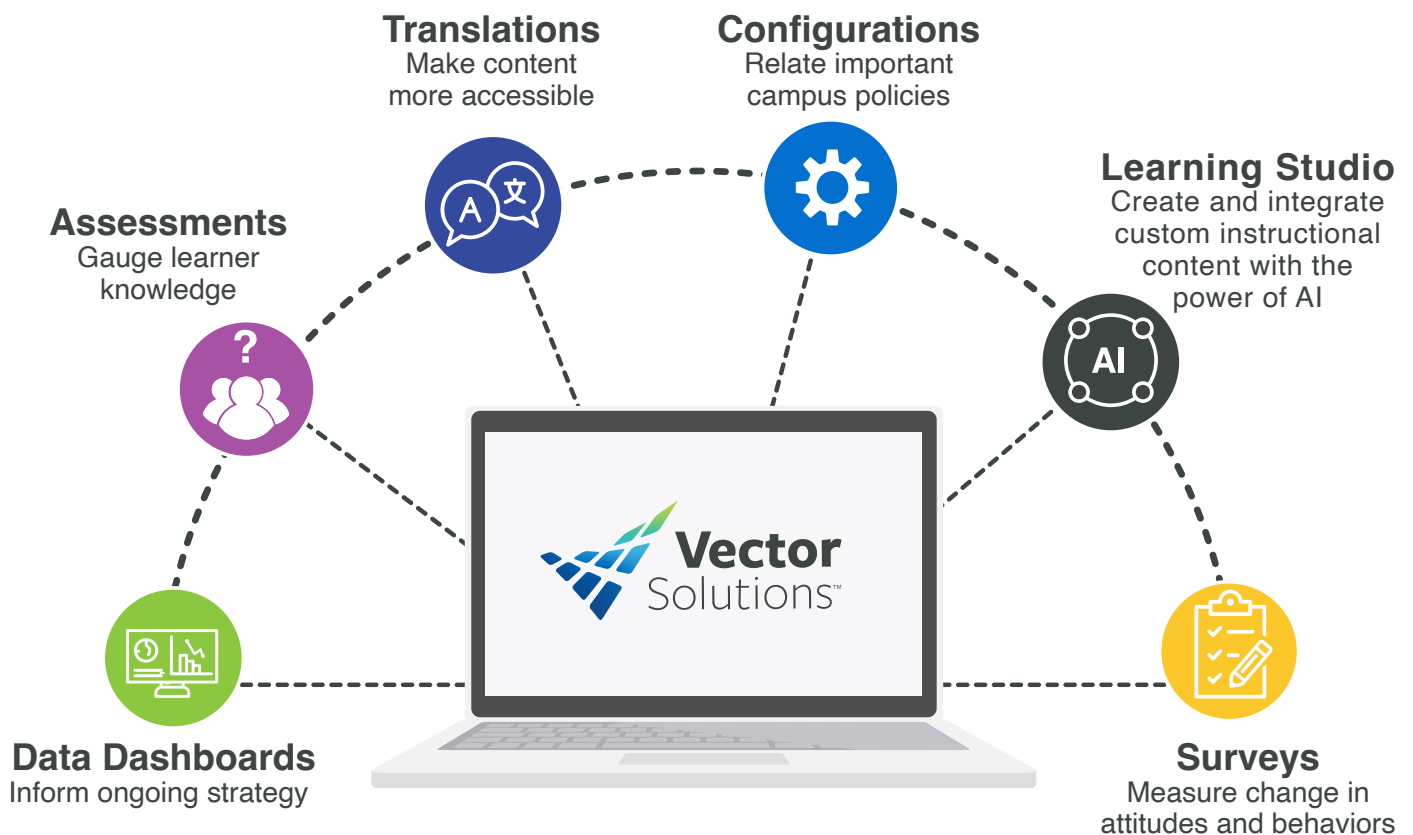 Translations
Make content
more accessible
Configurations
Relate important
campus policies
Learning Studio
Create and integrate
custom instructional
content with the
power of AI
Assessments
Gauge learner
knowledge
A 文
?
AI
Vector
Solutions™
Data Dashboards
Inform ongoing strategy
Surveys
Measure change in
attitudes and behaviors